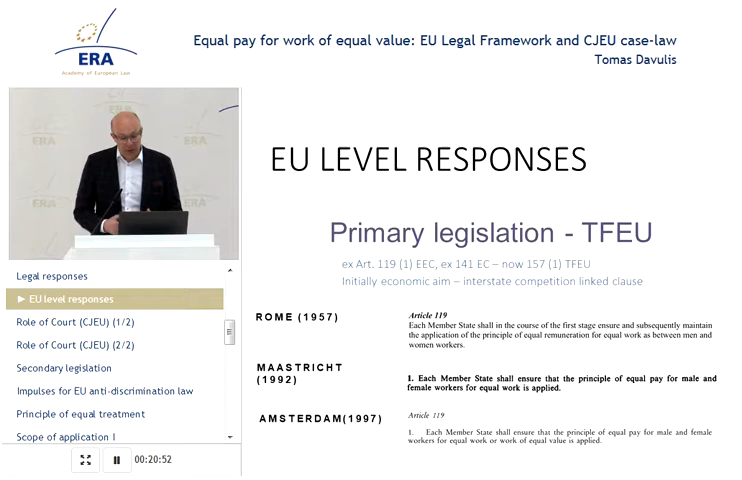 Equal pay for work of equal value: EU Legal Framework and CJEU case-law
Tomas Davulis
ERA
Academy of European Law
ERA
ERA
ERA
ERA
Legal responses
► EU level responses
Role of Court (CJEU) (1/2)
Role of Court (CJEU) (2/2)
Secondary legislation
Impulses for EU anti-discrimination law
Principle of equal treatment
Scope of application I
00:20:52
EU LEVEL RESPONSES
Primary legislation - TFEU
ex Art. 119 (1) EEC, ex 141 EC – now 157 (1) TFEU
Initially economic aim – interstate competition linked clause
ROME (1957)
Article 119
Each Member State shall in the course of the first stage ensure and subsequently maintain
the application of the principle of equal remuneration for equal work as between men and
women workers.
MAASTRICHT
(1992)
1. Each Member State shall ensure that the principle of equal pay for male and
female workers for equal work is applied.
AMSTERDAM(1997)
Article 119
1. Each Member State shall ensure that the principle of equal pay for male and female
workers for equal work or work of equal value is applied.